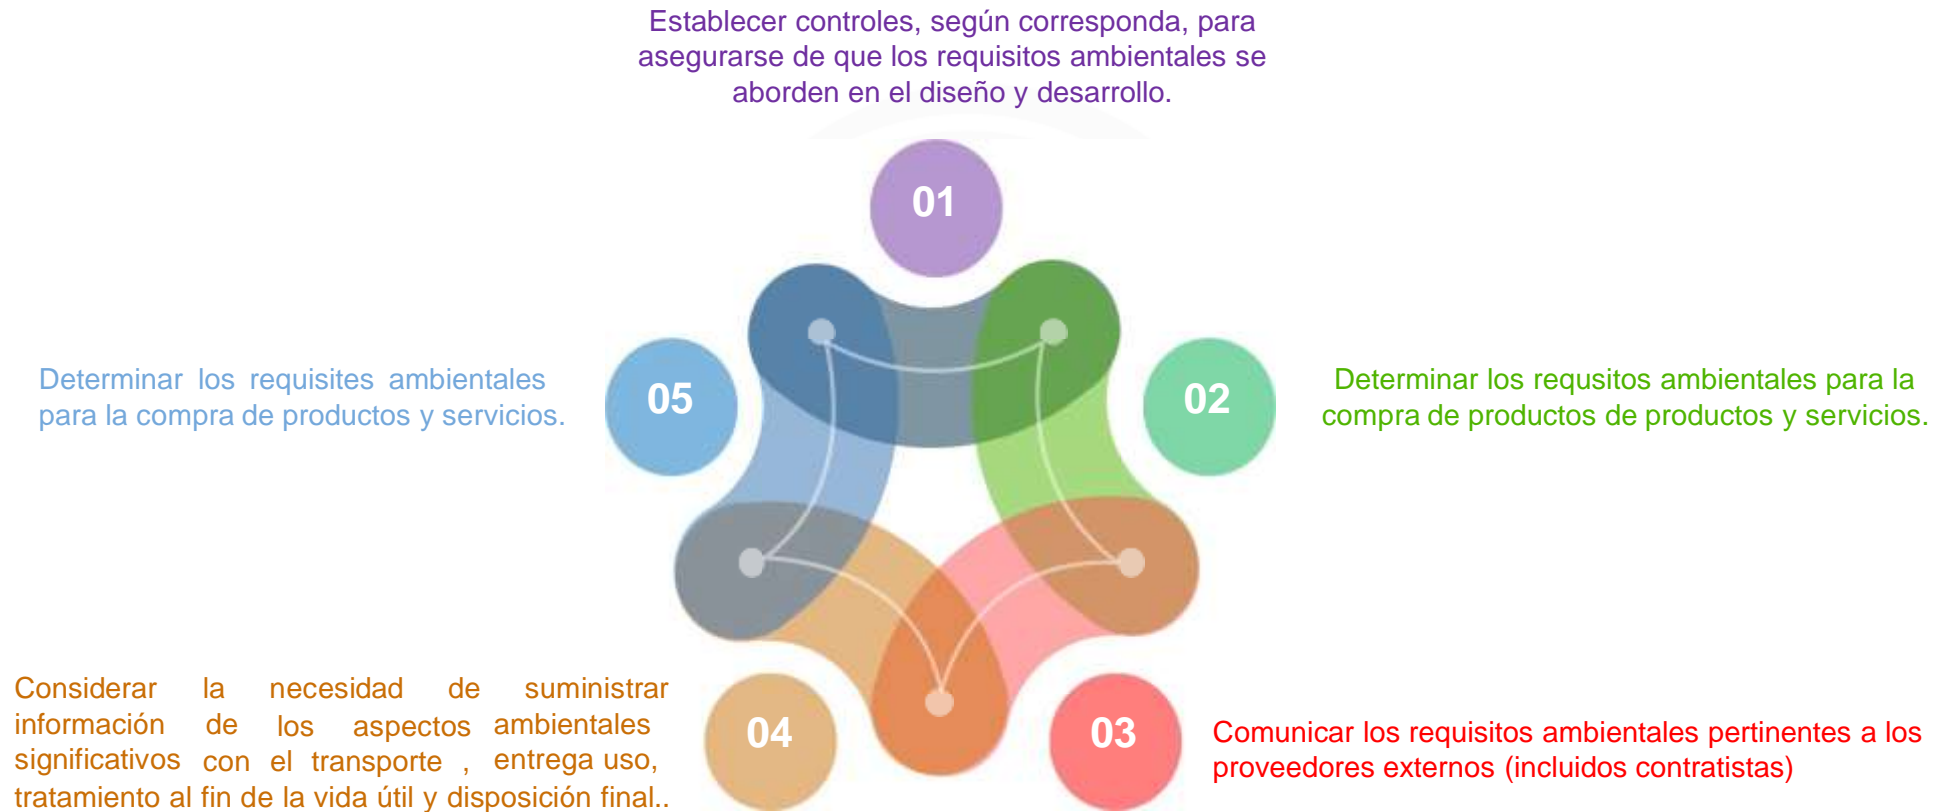 Establecer controles, según corresponda, para
asegurarse de que los requisitos ambientales se
aborden en el diseño y desarrollo.
01
02
Determinar los requsitos ambientales para la
compra de productos de productos y servicios.
03
Comunicar los requisitos ambientales pertinentes a los
proveedores externos (incluidos contratistas)
04
Considerar la necesidad de suministrar
información de los aspectos ambientales
significativos con el transporte , entrega uso,
tratamiento al fin de la vida útil y disposición final..
05
Determinar los requisites ambientales
para la compra de productos y servicios.